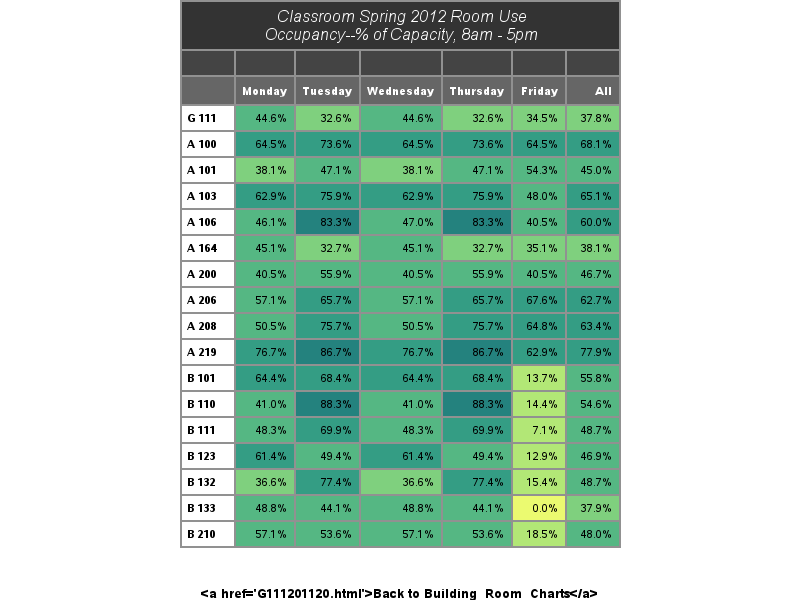 Classroom Spring 2012 Room Use
Occupancy--% of Capacity, 8am - 5pm
Monday Tuesday Wednesday Thursday Friday All
G 111 44.6% 32.6% 44.6% 32.6% 34.5% 37.8%
A 100 64.5% 73.6% 64.5% 73.6% 64.5% 68.1%
A 101 38.1% 47.1% 38.1% 47.1% 54.3% 45.0%
A 103 62.9% 75.9% 62.9% 75.9% 48.0% 65.1%
A 106 46.1% 83.3% 47.0% 83.3% 40.5% 60.0%
A 164 45.1% 32.7% 45.1% 32.7% 35.1% 38.1%
A 200 40.5% 55.9% 40.5% 55.9% 40.5% 46.7%
A 206 57.1% 65.7% 57.1% 65.7% 67.6% 62.7%
A 208 50.5% 75.7% 50.5% 75.7% 64.8% 63.4%
A 219 76.7% 86.7% 76.7% 86.7% 62.9% 77.9%
B 101 64.4% 68.4% 64.4% 68.4% 13.7% 55.8%
B 110 41.0% 88.3% 41.0% 88.3% 14.4% 54.6%
B 111 48.3% 69.9% 48.3% 69.9% 7.1% 48.7%
B 123 61.4% 49.4% 61.4% 49.4% 12.9% 46.9%
B 132 36.6% 77.4% 36.6% 77.4% 15.4% 48.7%
B 133 48.8% 44.1% 48.8% 44.1% 0.0% 37.9%
B 210 57.1% 53.6% 57.1% 53.6% 18.5% 48.0%
<a href='G111201120.html'>Back to Building_Room_Charts</a>